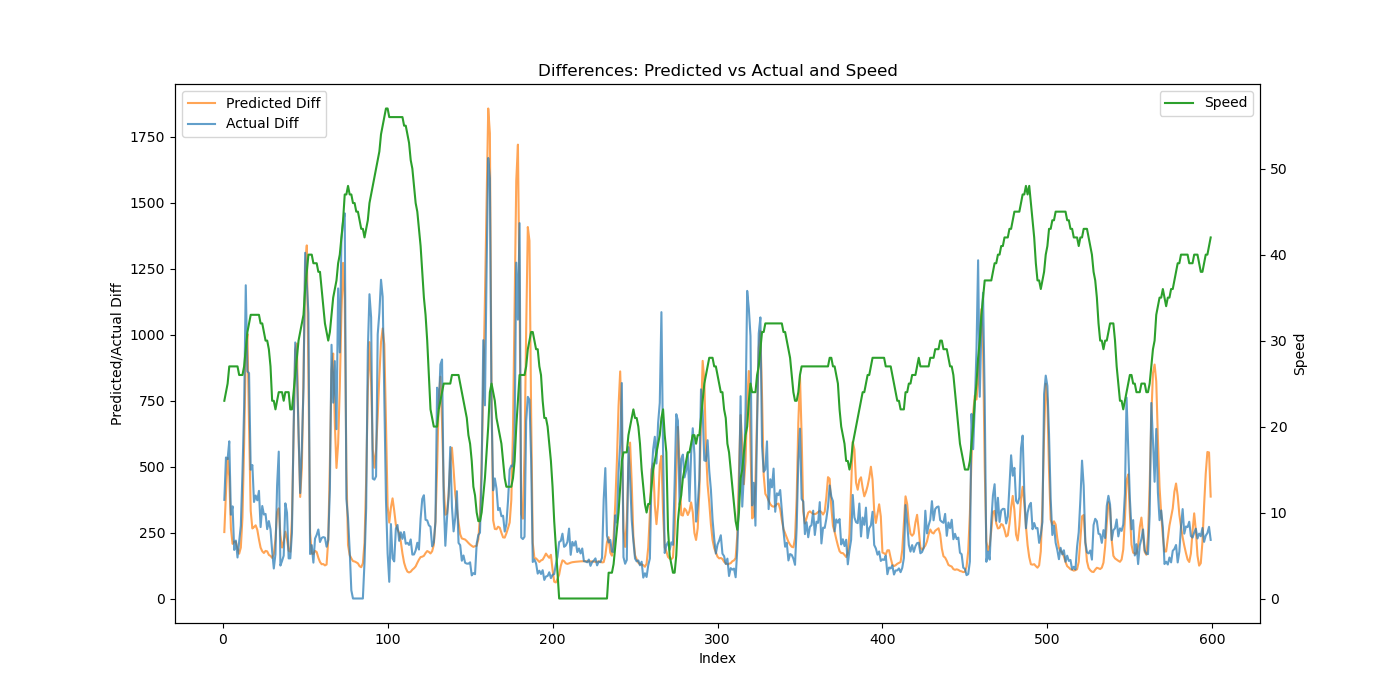 Differences: Predicted vs Actual and Speed
Predicted Diff
Actual Diff
Speed
1750
1500
1250
1000
750
500
250
0
Predicted/Actual Diff
50
40
30
20
10
0
Speed
0 100 200 300 400 500 600
Index